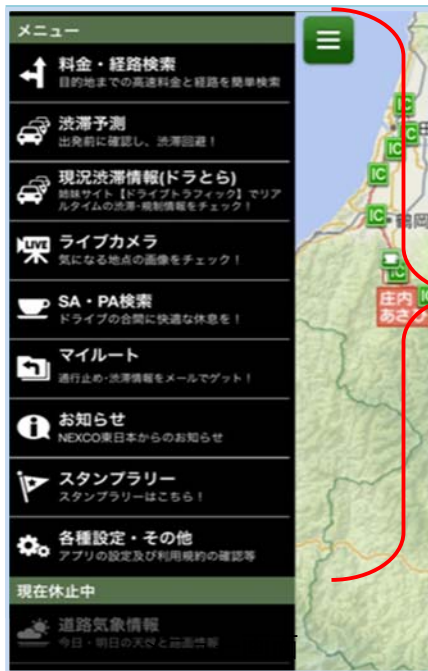 メニュー
料金・経路検索
目的地までの高速料金と経路を簡単検索
渋滞予測
出発前に確認し、渋滞回避！
現況渋滞情報(ドラとら)
姉妹サイト【ドライブトラフィック】でリア
ルタイムの渋滞・規制情報をチェック！
LIVE
ライブカメラ
気になる地点の画像をチェック！
SA・PA検索
ドライブの合間に快適な休息を！
マイルート
通行止め・渋滞情報をメールでゲット！
お知らせ
NEXCO東日本からのお知らせ
スタンプラリー
スタンプラリーはこちら！
各種設定・その他
アプリの設定及び利用規約の確認等
現在休止中
道路気象情報
今日・明日の天気と路面情報
IC
IC
IC
IC
IC
鶴岡
IC
IC
庄内
あさひ